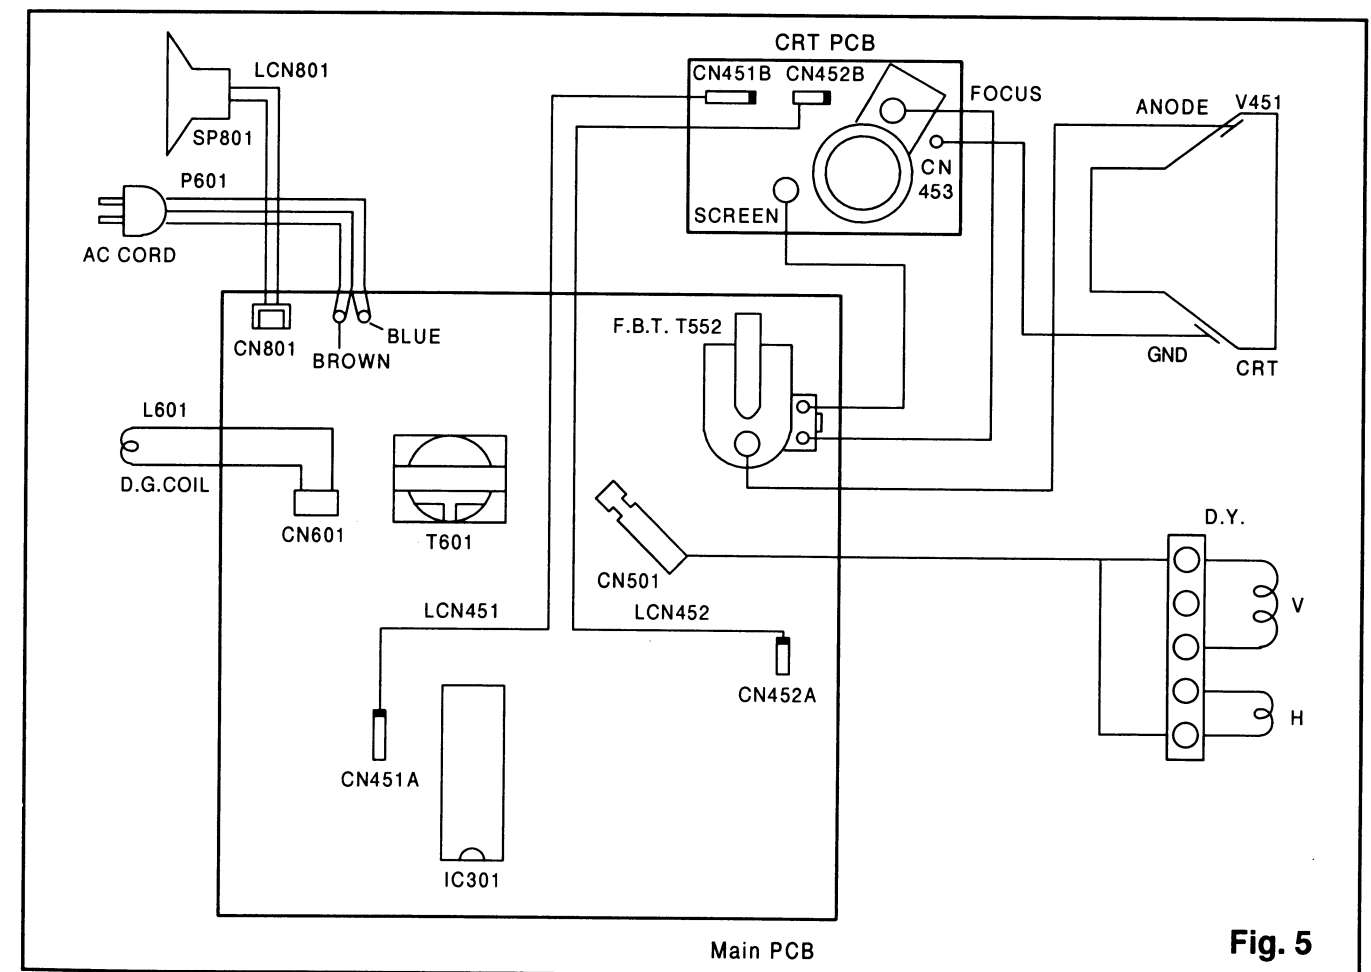 CRT PCB
LCN801
CN451B
CN452B
FOCUS
ANODE
V451
SP801
P601
CN
453
SCREEN
AC CORD
F.B.T. T552
CN801
BLUE
BROWN
GND
CRT
L601
D.G.COIL
CN601
T601
D.Y.
CN501
V
LCN451
LCN452
CN452A
H
CN451A
IC301
Main PCB
Fig. 5